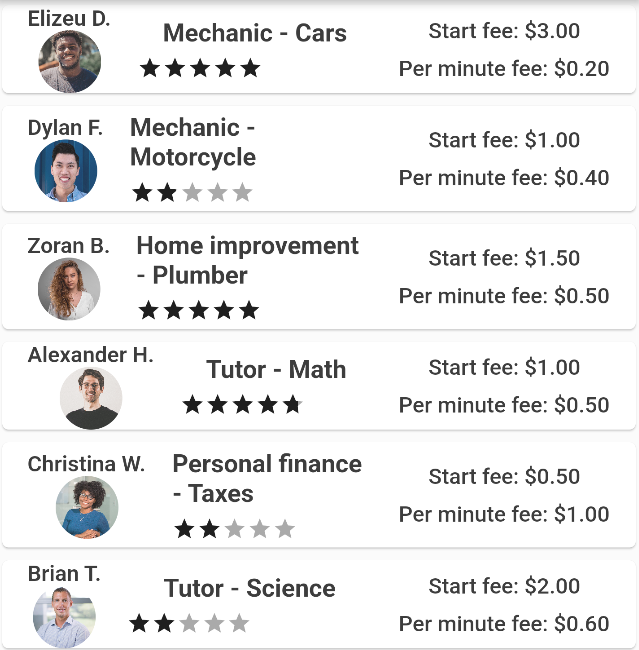 Elizeu D.
Mechanic - Cars
Start fee: $3.00
Per minute fee: $0.20
Dylan F.
Mechanic -
Motorcycle
Start fee: $1.00
Per minute fee: $0.40
Zoran B.
Home improvement
- Plumber
Start fee: $1.50
Per minute fee: $0.50
Alexander H.
Tutor - Math
Start fee: $1.00
Per minute fee: $0.50
Christina W.
Personal finance
- Taxes
Start fee: $0.50
Per minute fee: $1.00
Brian T.
Tutor - Science
Start fee: $2.00
Per minute fee: $0.60